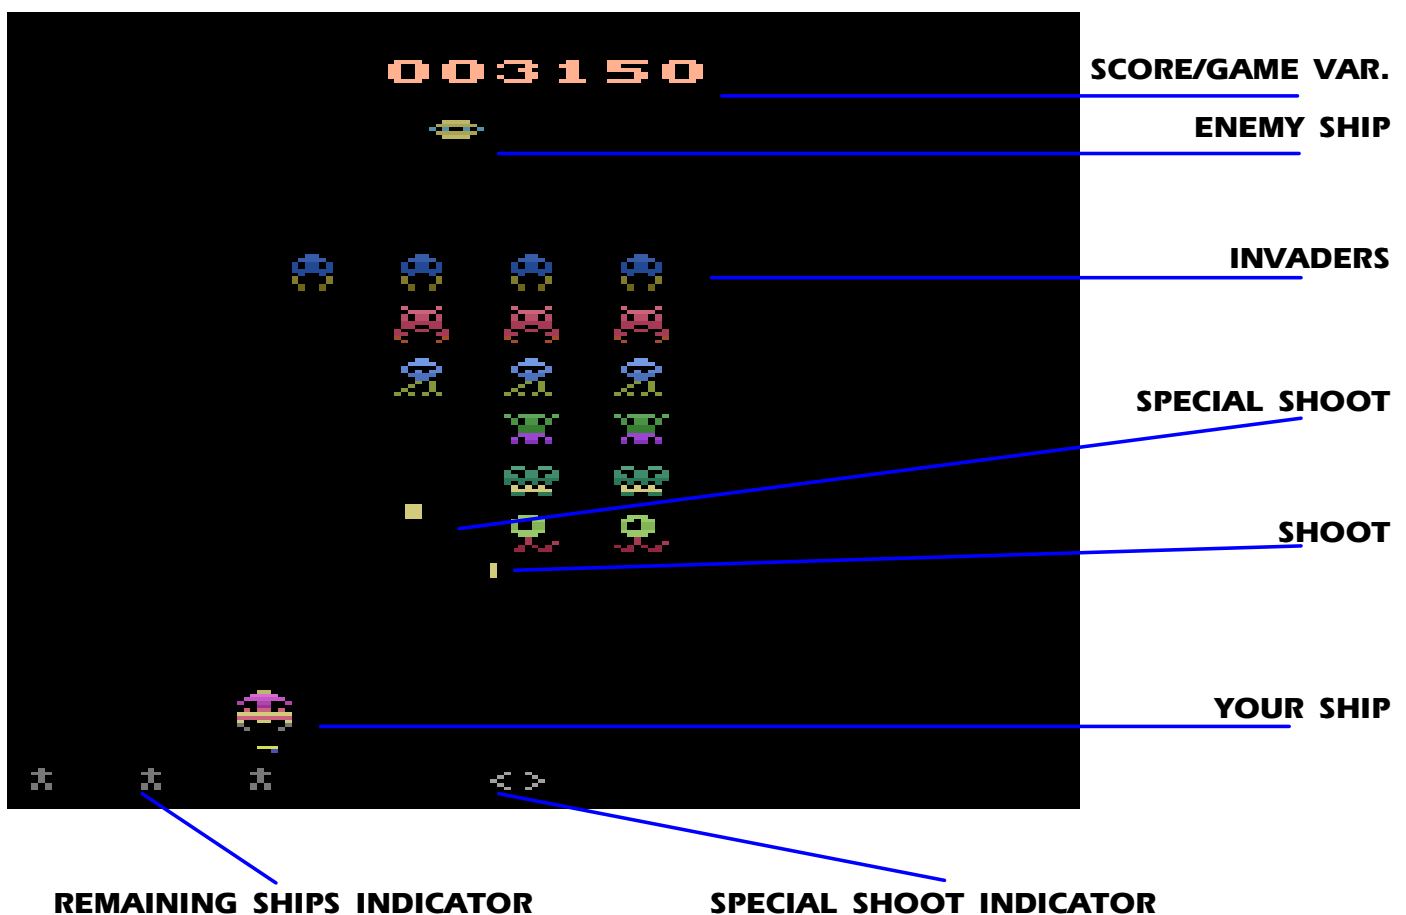 003150
SCORE/GAME VAR.
ENEMY SHIP
INVADERS
SPECIAL SHOOT
SHOOT
YOUR SHIP
REMAINING SHIPS INDICATOR
SPECIAL SHOOT INDICATOR